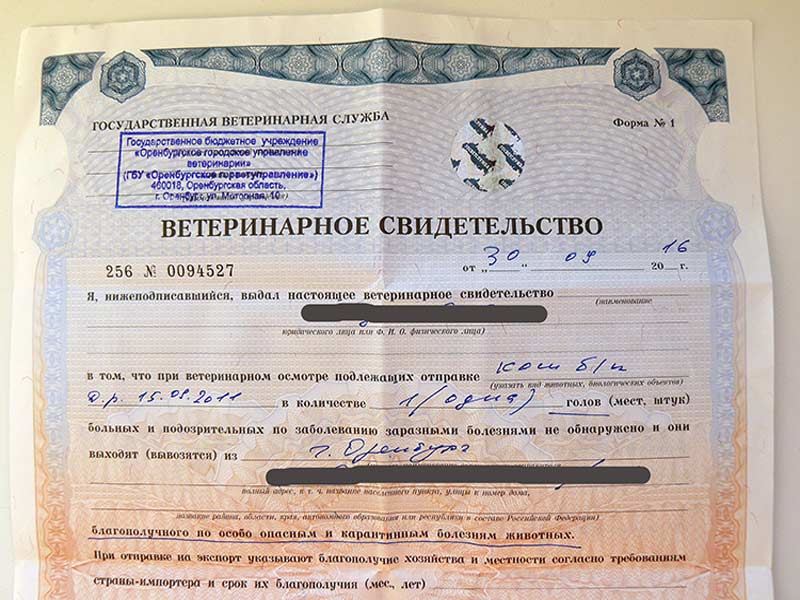 ГОСУДАРСТВЕННАЯ ВЕТЕРИНАРНАЯ СЛУЖБА
Форма № 1
Государственное бюджетное учреждение
«Оренбургское городское управление
ветеринарии»
(ГБУ «Оренбургское горветуправление»)
460018, Оренбургская область,
г. Оренбург, ул. Моторная, 10
ВЕТЕРИНАРНОЕ СВИДЕТЕЛЬСТВО
256 № 0094527
от „30“ 09 2016 г.
Я, нижеподписавшийся, выдал настоящее ветеринарное свидетельство
(наименование
юридического лица или Ф. И. О. физического лица)
в том, что при ветеринарном осмотре подлежащих отправке кот б/п
(указать вид животных, биологических объектов)
Д.р. 15.09.2011 в количестве 1 (одна) голов (мест, штук)
больных и подозрительных по заболеванию заразными болезнями не обнаружено и они
выходят (вывозятся) из г. Оренбург
полный адрес, в т. ч. название населенного пункта, улицы и номер дома,
название района, области, края, автономного образования или республики в составе Российской Федерации)
благополучного по особо опасным и карантинным болезням животных.
При отправке на экспорт указывают благополучие хозяйства и местности согласно требованиям
страны-импортера и срок их благополучия (мес., лет)